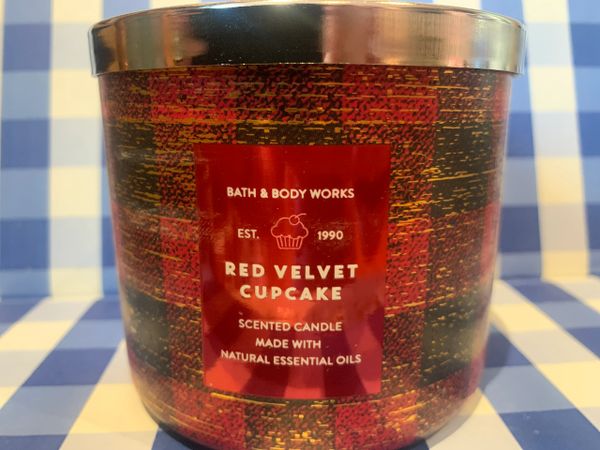 BATH & BODY WORKS
EST. 1990
RED VELVET
CUPCAKE
SCENTED CANDLE
MADE WITH
NATURAL ESSENTIAL OILS